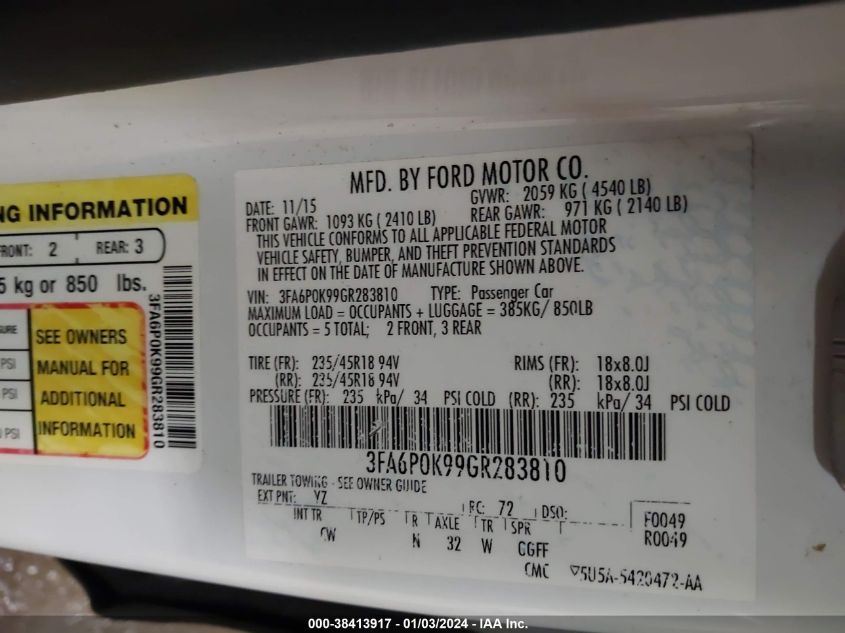 NG INFORMATION
FRONT: 2 REAR: 3
5 kg or 850 lbs.
SEE OWNERS
MANUAL FOR
ADDITIONAL
INFORMATION
PSI
PSI
PSI
3FA6P0K99GR283810
MFD. BY FORD MOTOR CO.
DATE: 11/15 GVWR: 2059 KG ( 4540 LB)
FRONT GAWR: 1093 KG ( 2410 LB) REAR GAWR: 971 KG ( 2140 LB)
THIS VEHICLE CONFORMS TO ALL APPLICABLE FEDERAL MOTOR
VEHICLE SAFETY, BUMPER, AND THEFT PREVENTION STANDARDS
IN EFFECT ON THE DATE OF MANUFACTURE SHOWN ABOVE.
VIN: 3FA6P0K99GR283810 TYPE: Passenger Car
MAXIMUM LOAD = OCCUPANTS + LUGGAGE = 385KG/ 850LB
OCCUPANTS = 5 TOTAL; 2 FRONT, 3 REAR
TIRE (FR): 235/45R18 94V RIMS (FR): 18x8.0J
(RR): 235/45R18 94V (RR): 18x8.0J
PRESSURE (FR): 235 kPa/ 34 PSI COLD (RR): 235 kPa/ 34 PSI COLD
3FA6P0K99GR283810
TRAILER TOWING - SEE OWNER GUIDE
EXT PNT: YZ RC: 72 DSO: F0049
INT TR TP/PS R AXLE TR SPR R0049
CW N 32 W GGFF
CMC 5U5A-5420472-AA
000-38413917 - 01/03/2024 - IAA Inc.